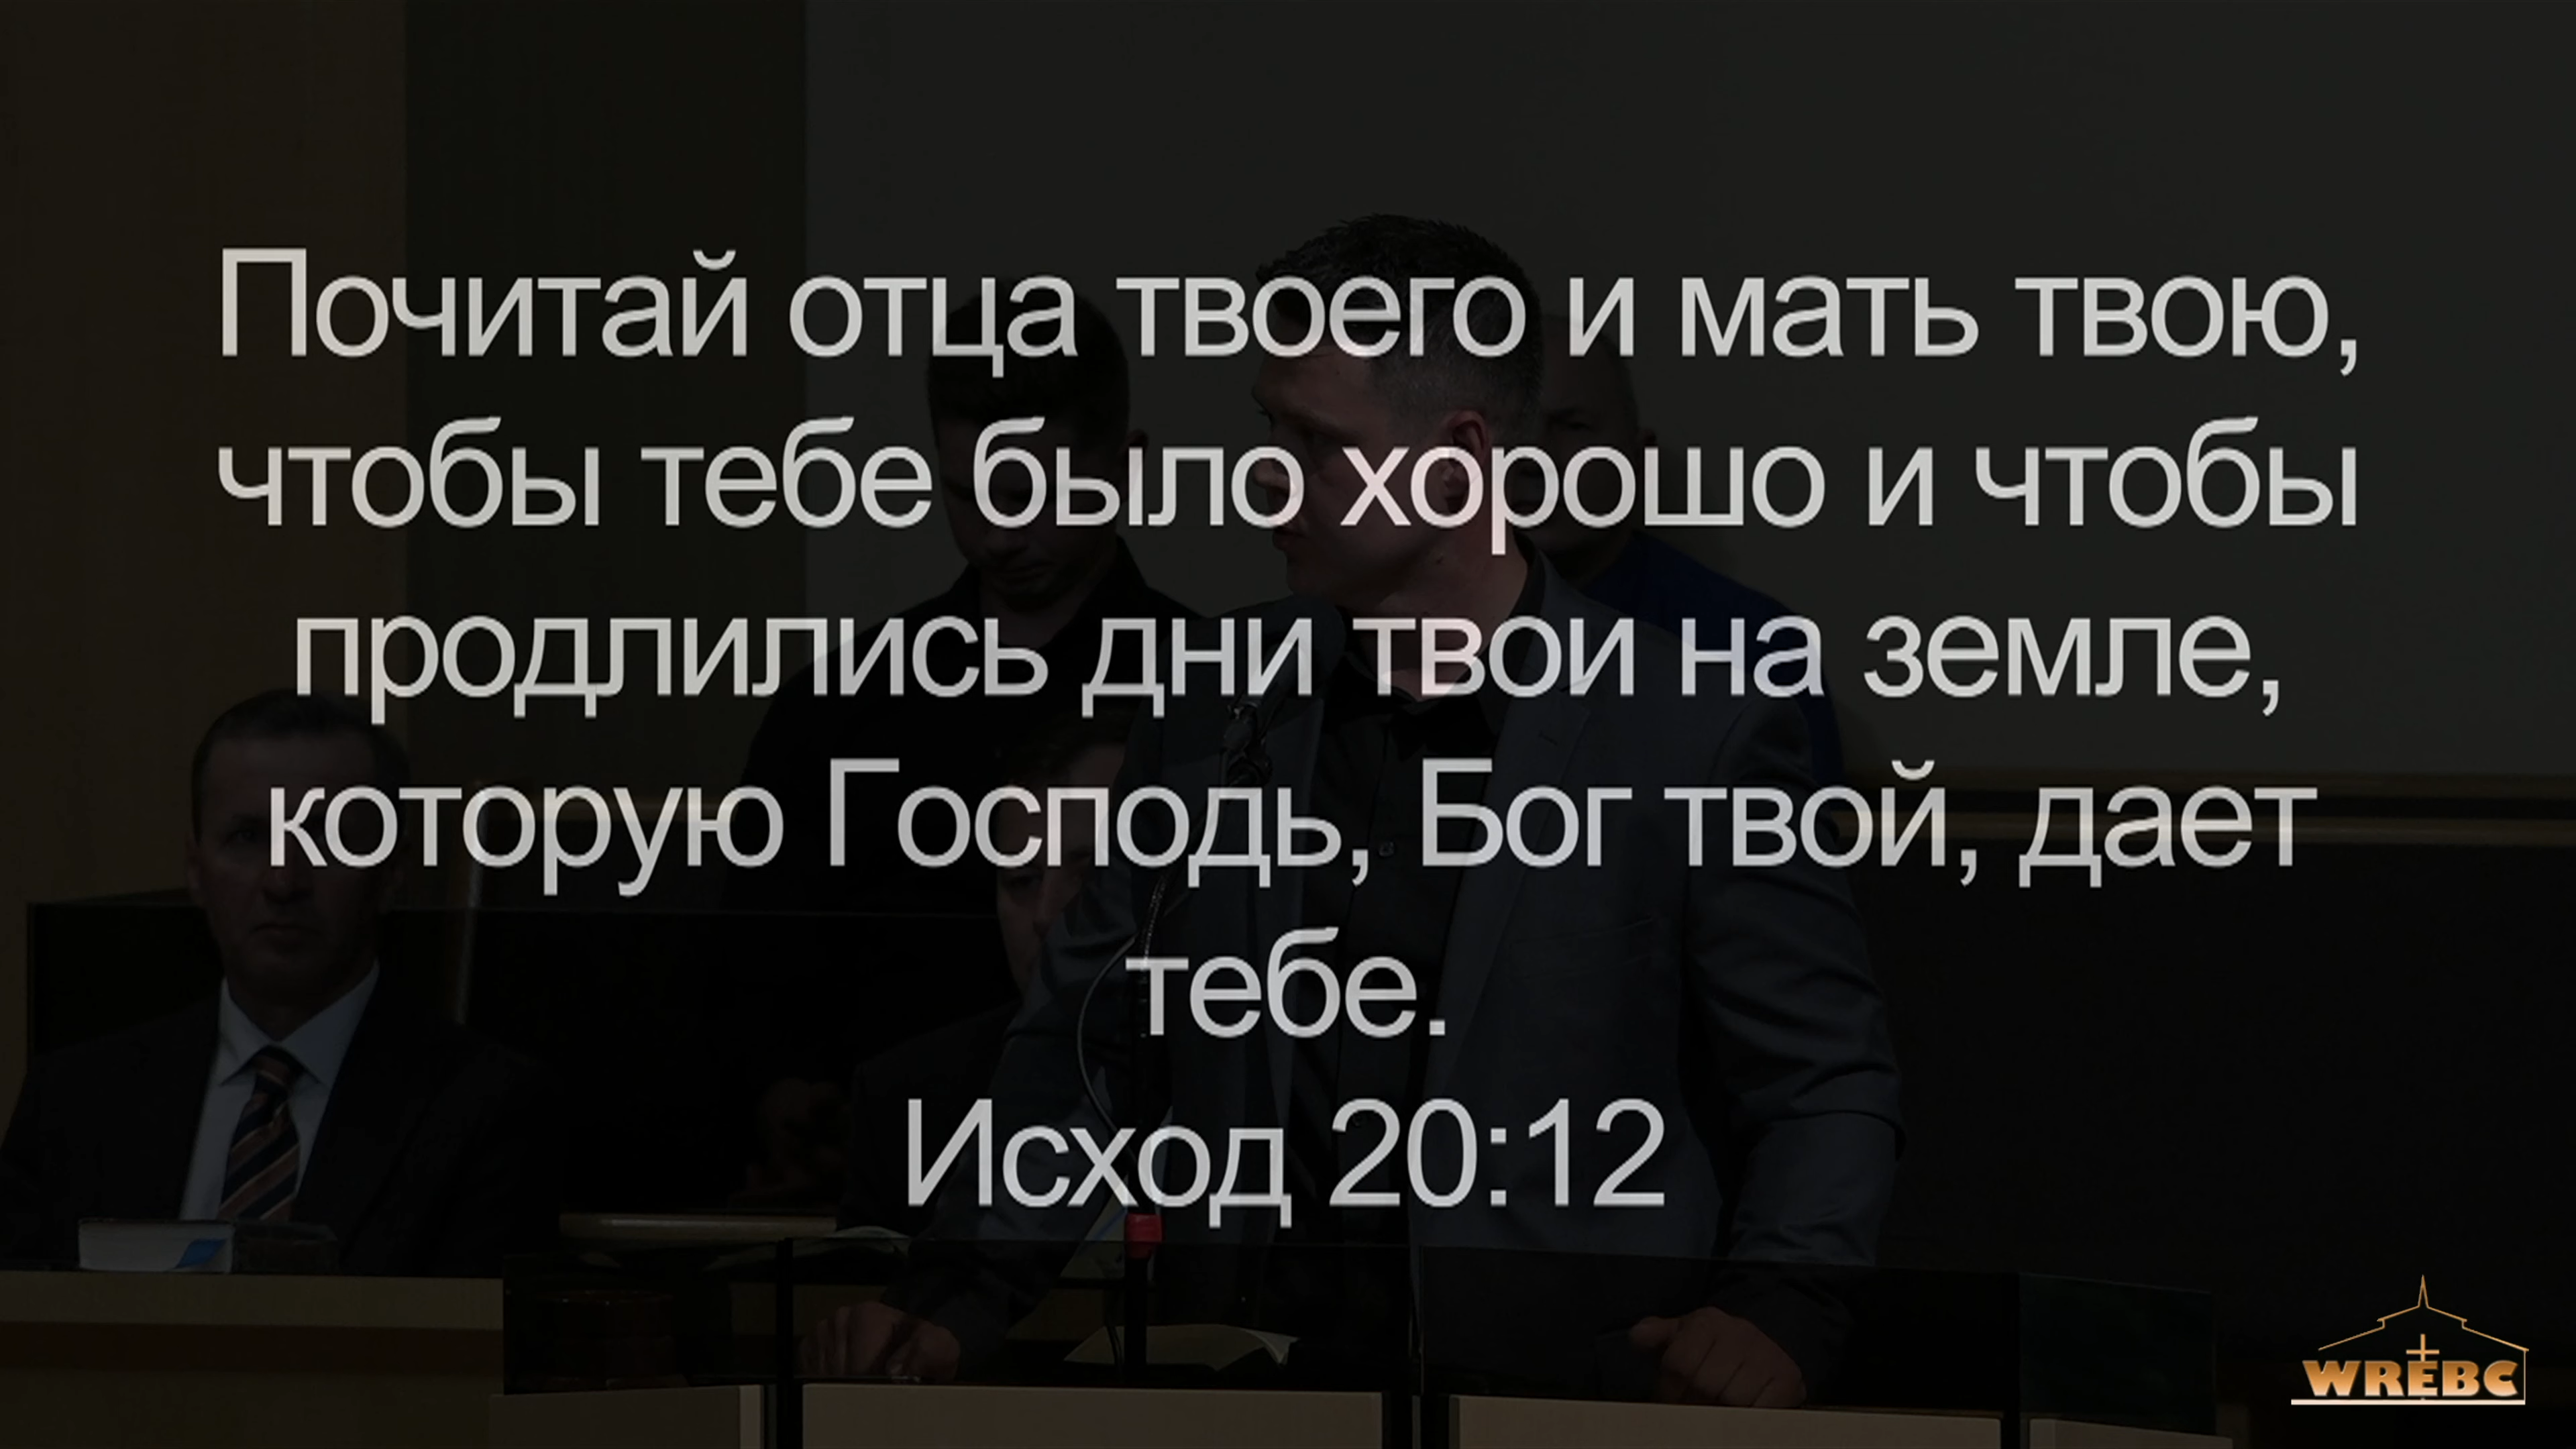 Почитай отца твоего и мать твою,
чтобы тебе было хорошо и чтобы
продлились дни твои на земле,
которую Господь, Бог твой, дает
тебе.
Исход 20:12
WREBC